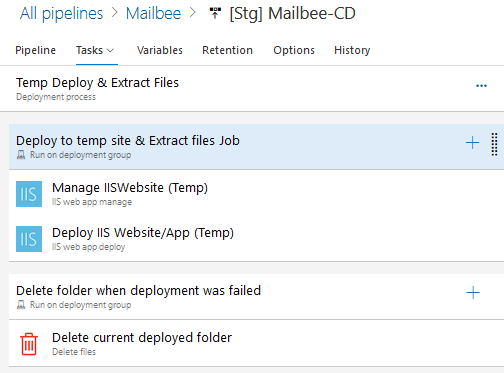 All pipelines > Mailbee > [Stg] Mailbee-CD
Pipeline Tasks Variables Retention Options History
Temp Deploy & Extract Files
Deployment process
Deploy to temp site & Extract files Job
Run on deployment group
IIS Manage IISWebsite (Temp)
IIS web app manage
IIS Deploy IIS Website/App (Temp)
IIS web app deploy
Delete folder when deployment was failed
Run on deployment group
Delete current deployed folder
Delete files